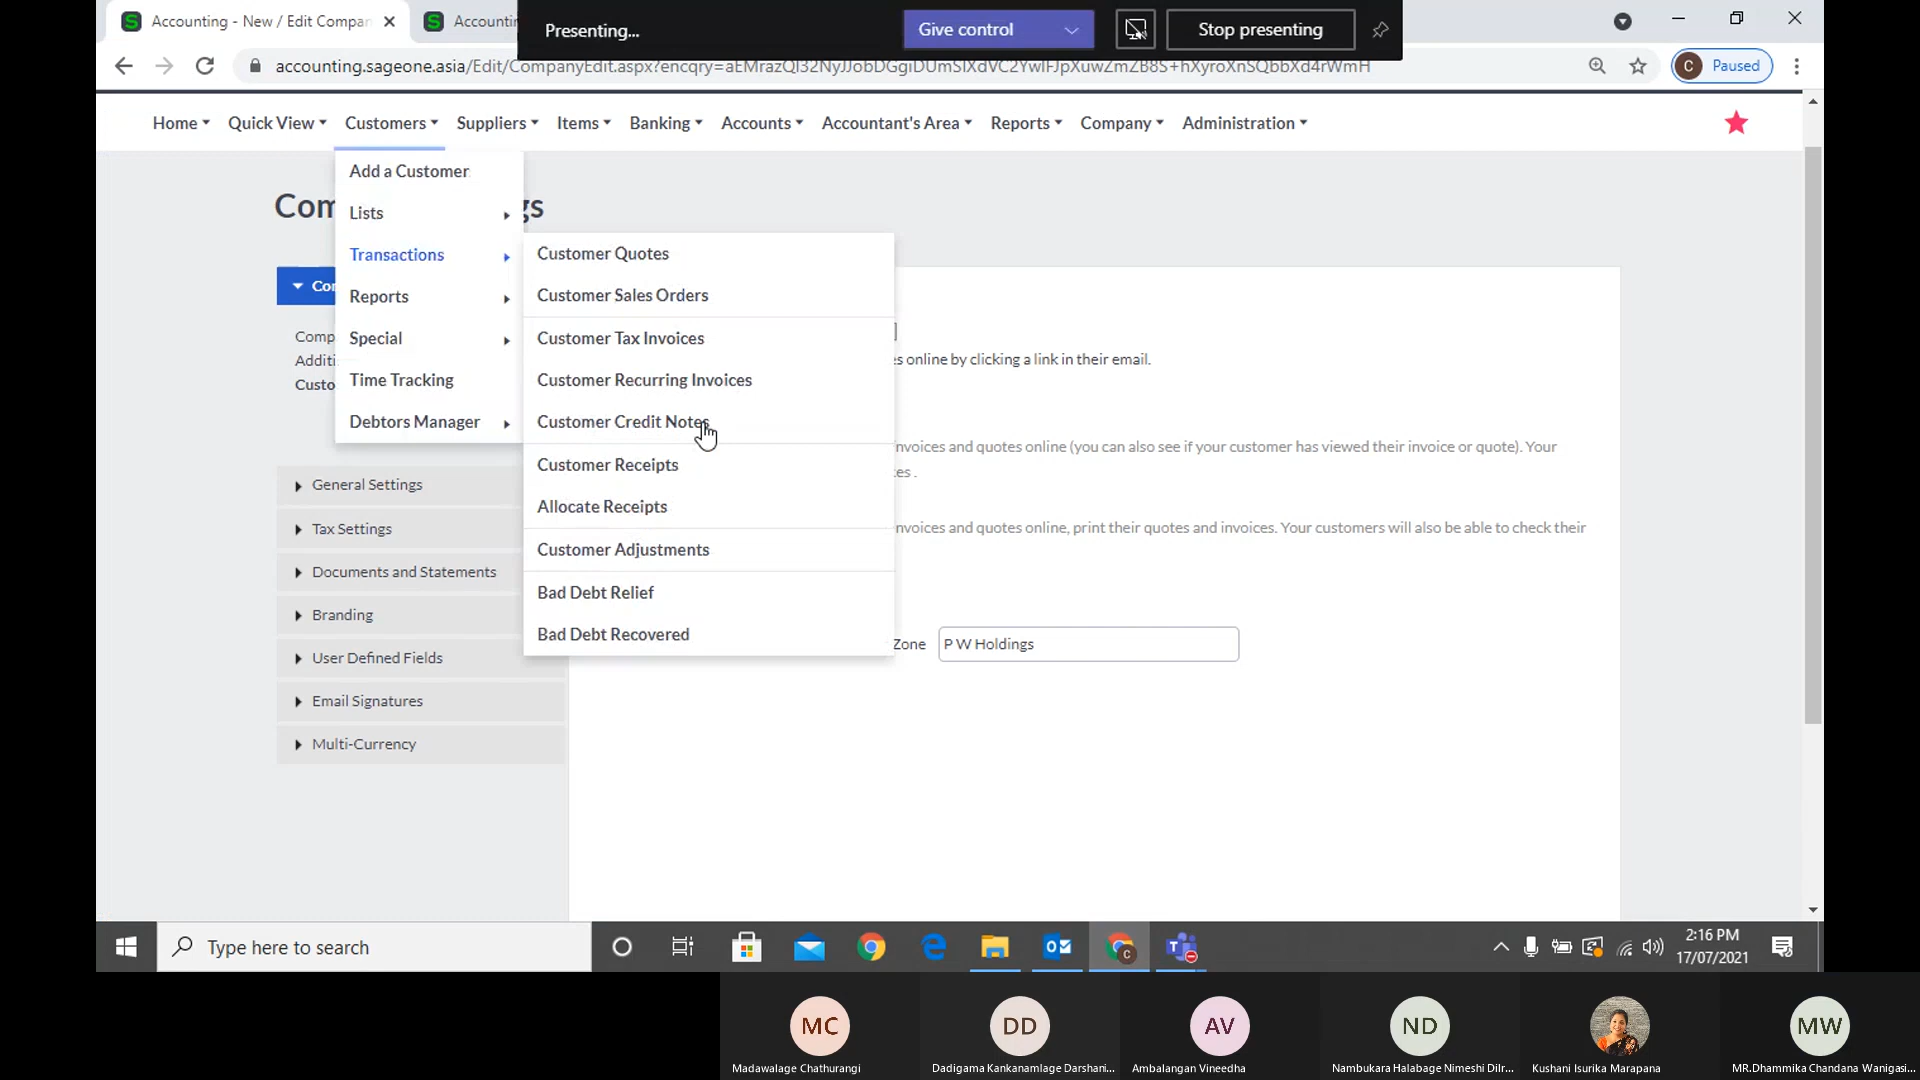 Accounting - New / Edit Compan
Accounting
Presenting...
Give control
Stop presenting
accounting.sageone.asia/Edit/CompanyEdit.aspx?encqry=
Paused
Home
Quick View
Customers
Suppliers
Items
Banking
Accounts
Accountant's Area
Reports
Company
Administration
Add a Customer
Lists
Transactions
Reports
Special
Time Tracking
Debtors Manager
Customer Quotes
Customer Sales Orders
Customer Tax Invoices
Customer Recurring Invoices
Customer Credit Notes
Customer Receipts
Allocate Receipts
Customer Adjustments
Bad Debt Relief
Bad Debt Recovered
Com gs
Con
Comp
Additi
Custo
General Settings
Tax Settings
Documents and Statements
Branding
User Defined Fields
Email Signatures
Multi-Currency
es online by clicking a link in their email.
nvoices and quotes online (you can also see if your customer has viewed their invoice or quote). Your
ces .
nvoices and quotes online, print their quotes and invoices. Your customers will also be able to check their
Zone
P W Holdings
Type here to search
2:16 PM
17/07/2021
MC
DD
AV
ND
MW
Madawalage Chathurangi
Dadigama Kankanamlage Darshani...
Ambalangan Vineedha
Nambukara Halabage Nimeshi Dilr...
Kushani Isurika Marapana
MR.Dhammika Chandana Wanigasi...